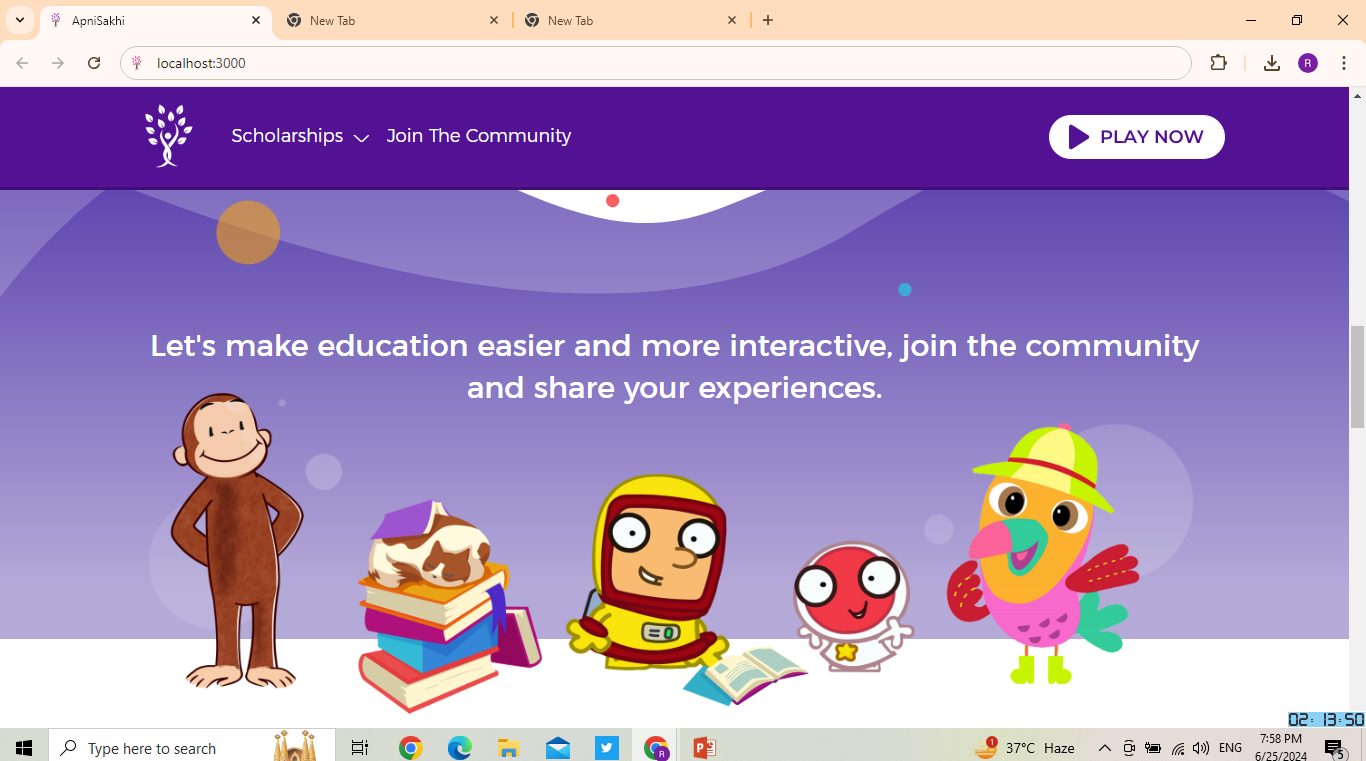 ApniSakhi
New Tab
New Tab
localhost:3000
R
Scholarships
Join The Community
PLAY NOW
Let's make education easier and more interactive, join the community
and share your experiences.
02:13:50
Type here to search
R
1
37°C Haze
ENG
7:58 PM
6/25/2024
5